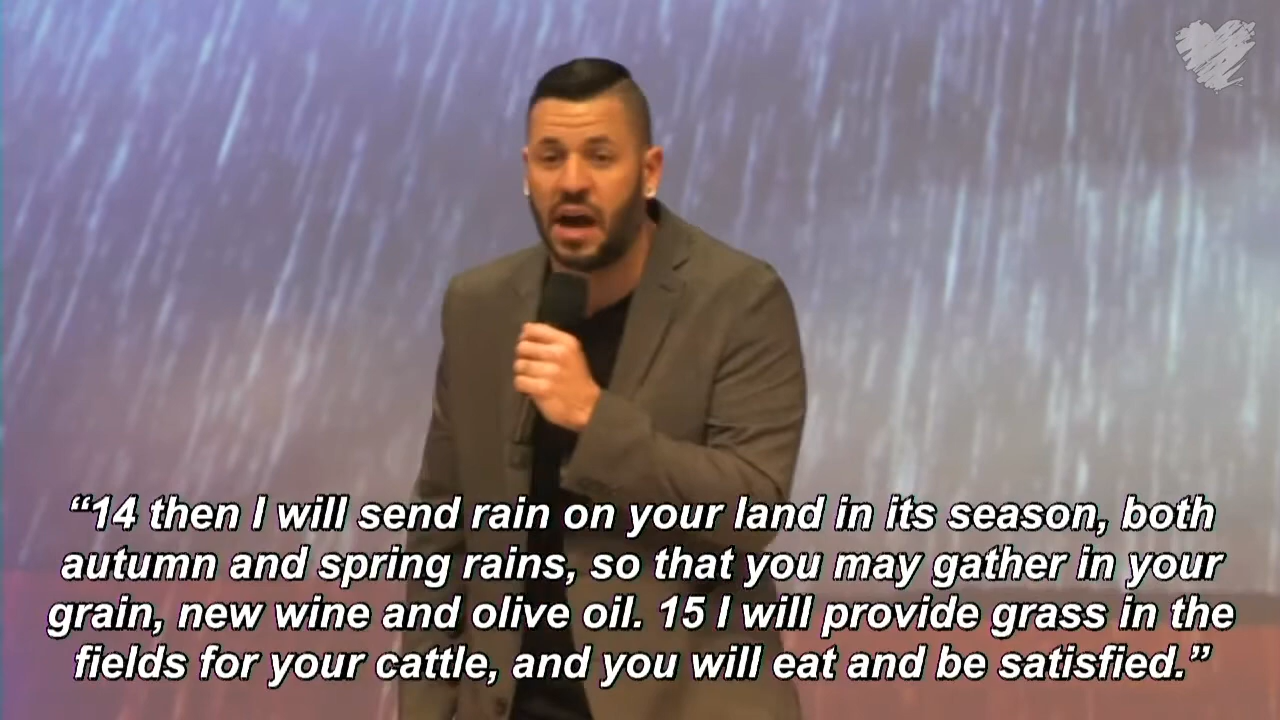 “14 then I will send rain on your land in its season, both
autumn and spring rains, so that you may gather in your
grain, new wine and olive oil. 15 I will provide grass in the
fields for your cattle, and you will eat and be satisfied.”